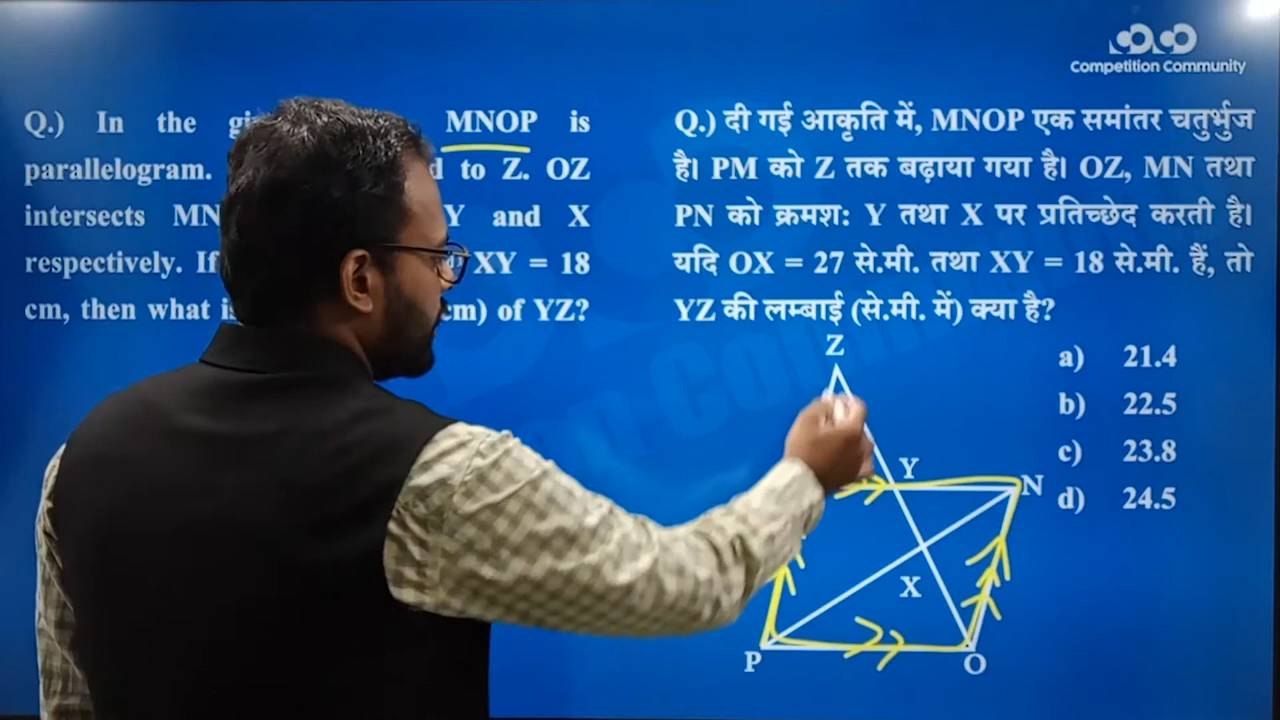 Competition Community
Q.) In the MNOP is
parallelogram. to Z. OZ
intersects Y and X
respectively. If XY = 18
cm, then what of YZ?
Q.) दी गई आकृति में, MNOP एक समांतर चतुर्भुज
है। PM को Z तक बढ़ाया गया है। OZ, MN तथा
PN को क्रमश: Y तथा X पर प्रतिच्छेद करती है।
यदि OX = 27 से.मी. तथा XY = 18 से.मी. हैं, तो
YZ की लम्बाई (से.मी. में) क्या है?
a) 21.4
b) 22.5
c) 23.8
d) 24.5
Z
Y
N
X
P
O